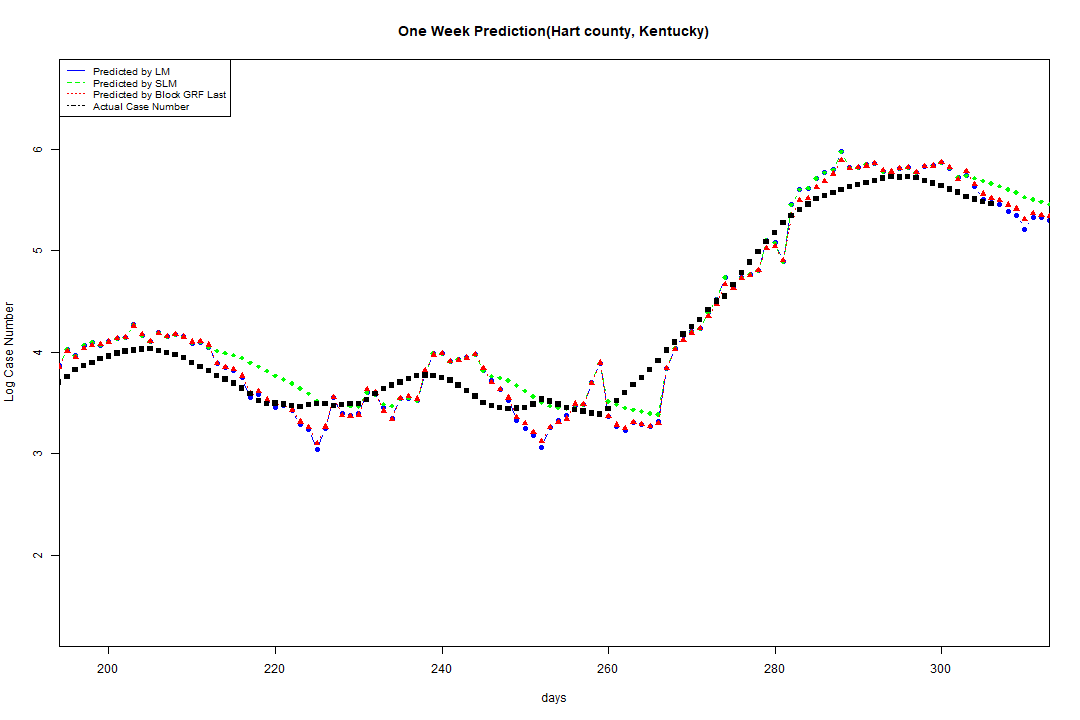 One Week Prediction(Hart county, Kentucky)
Predicted by LM
Predicted by SLM
Predicted by Block GRF Last
Actual Case Number
6
5
4
3
2
Log Case Number
200 220 240 260 280 300
days